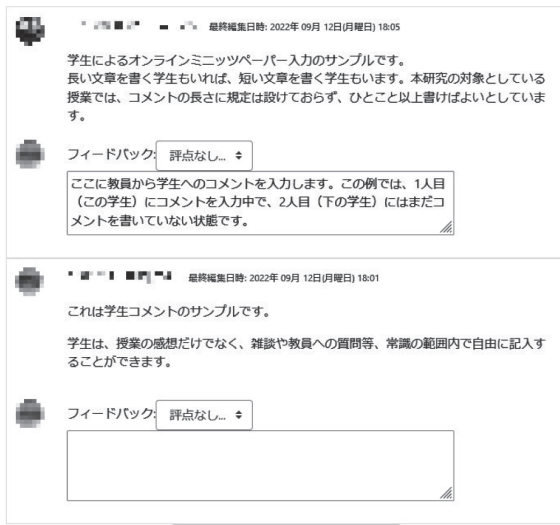 最終編集日時: 2022年 09月 12日(月曜日) 18:05
学生によるオンラインミニッツペーパー入力のサンプルです。
長い文章を書く学生もいれば、短い文章を書く学生もいます。本研究の対象としている
授業では、コメントの長さに規定は設けておらず、ひとこと以上書けばよいとしていま
す。
フィードバック: 評点なし...
ここに教員から学生へのコメントを入力します。この例では、1人目
（この学生）にコメントを入力中で、2人目（下の学生）にはまだコ
メントを書いていない状態です。
最終編集日時: 2022年 09月 12日(月曜日) 18:01
これは学生コメントのサンプルです。
学生は、授業の感想だけでなく、雑談や教員への質問等、常識の範囲内で自由に記入す
ることができます。
フィードバック: 評点なし...